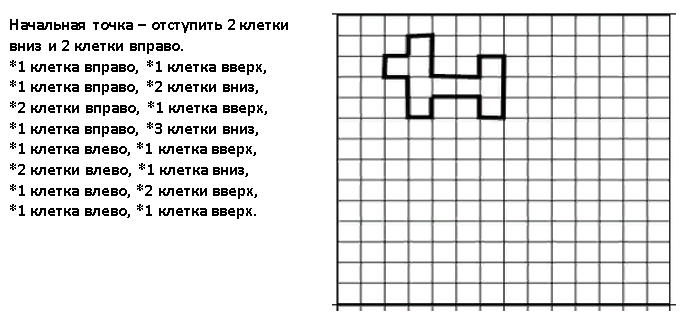 Начальная точка – отступить 2 клетки
вниз и 2 клетки вправо.
*1 клетка вправо, *1 клетка вверх,
*1 клетка вправо, *2 клетки вниз,
*2 клетки вправо, *1 клетка вверх,
*1 клетка вправо, *3 клетки вниз,
*1 клетка влево, *1 клетка вверх,
*2 клетки влево, *1 клетка вниз,
*1 клетка влево, *2 клетки вверх,
*1 клетка влево, *1 клетка вверх.